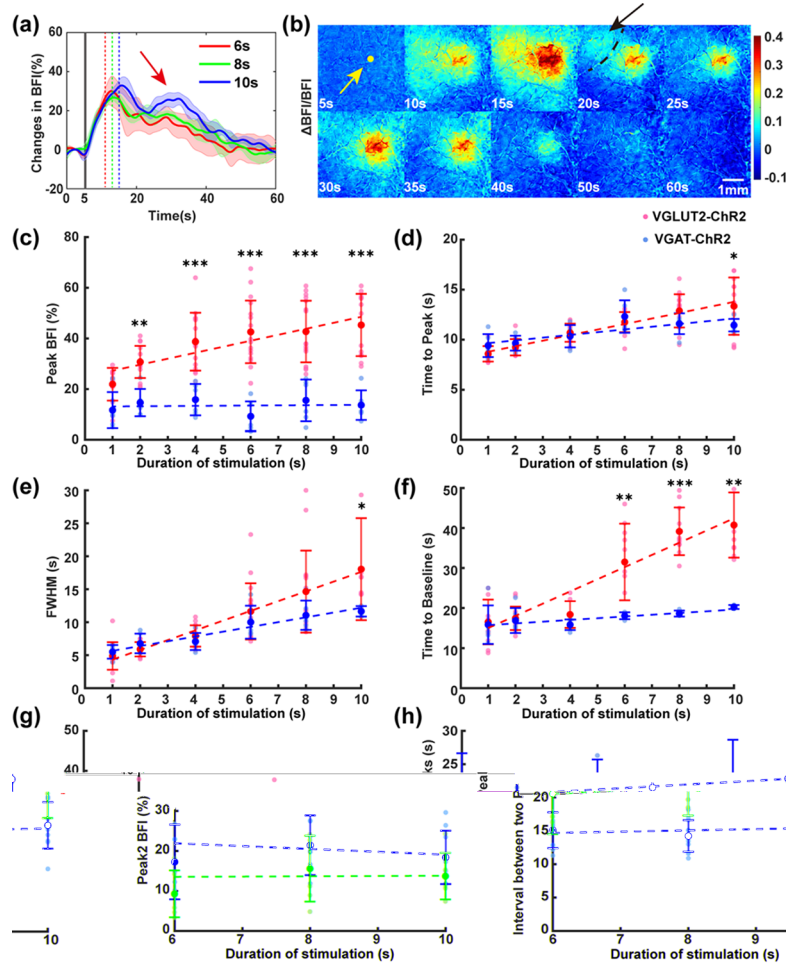 (a)
60
40
20
0
20
Changes in BFI(%)
0 5 20 40 60
Time(s)
6s
8s
10s
(b)
ΔBFI/BFI
5s 10s 15s 20s 25s
30s 35s 40s 50s 60s
1mm
0.4
0.3
0.2
0.1
0
-0.1
VGLUT2-ChR2
VGAT-ChR2
(c)
80
60
40
20
0
Peak BFI (%)
** *** *** *** ***
0 1 2 3 4 5 6 7 8 9 10
Duration of stimulation (s)
(d)
20
15
10
5
0
Time to Peak (s)
*
0 1 2 3 4 5 6 7 8 9 10
Duration of stimulation (s)
(e)
30
25
20
15
10
5
0
FWHM (s)
*
0 1 2 3 4 5 6 7 8 9 10
Duration of stimulation (s)
(f)
50
40
30
20
10
0
Time to Baseline (s)
** *** **
0 1 2 3 4 5 6 7 8 9 10
Duration of stimulation (s)
(g)
50
40
10
30
20
10
0
Peak2 BFI (%)
6 7 8 9 10
Duration of stimulation (s)
(h)
30
25
ks (s)
eal
20
15
10
5
0
Interval between two
6 7 8 9
Duration of stimulation (s)